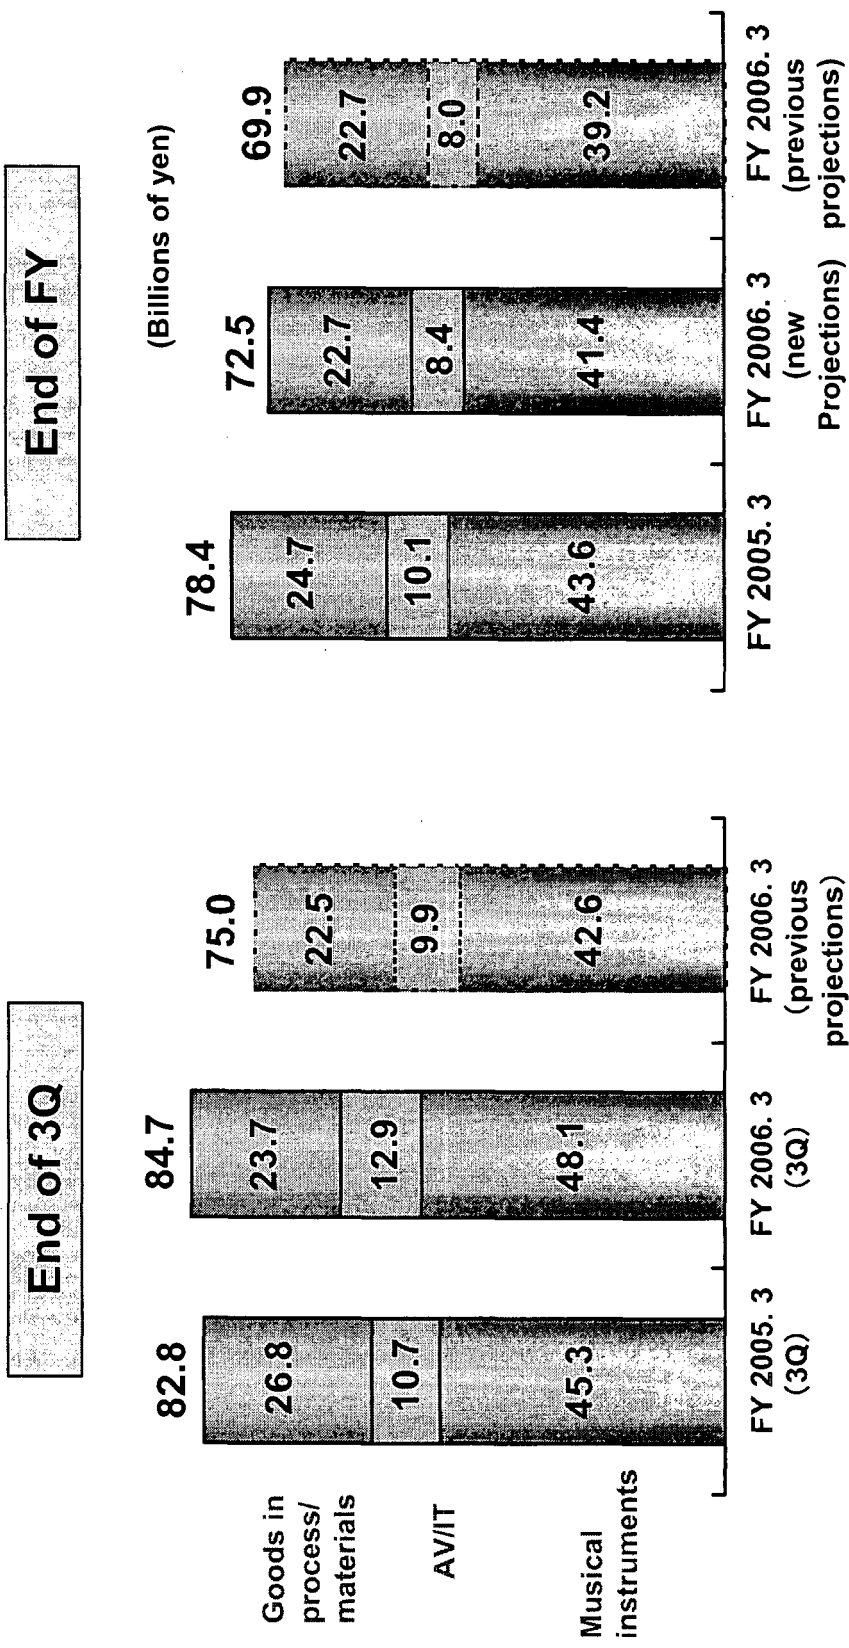 End of 3Q
End of FY
(Billions of yen)
82.8
84.7
75.0
78.4
72.5
69.9
Goods in
process/
materials
26.8
23.7
22.5
24.7
22.7
22.7
AV/IT
10.7
12.9
9.9
10.1
8.4
8.0
Musical
instruments
45.3
48.1
42.6
43.6
41.4
39.2
FY 2005. 3
(3Q)
FY 2006. 3
(3Q)
FY 2006. 3
(previous
projections)
FY 2005. 3
FY 2006. 3
(new
Projections)
FY 2006. 3
(previous
projections)